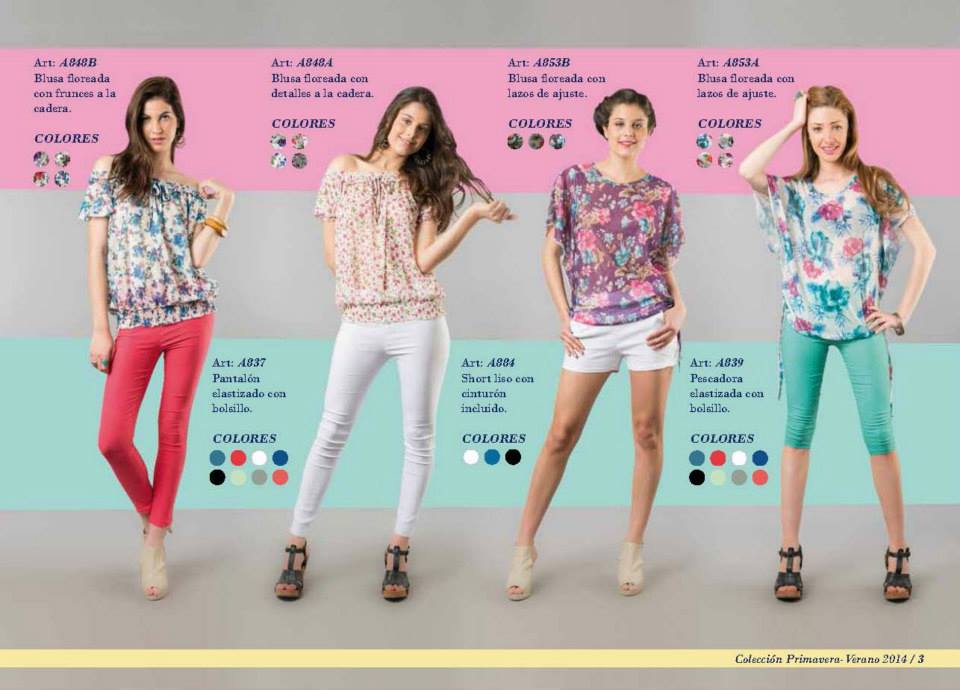 Art: A848B
Blusa floreada
con frunces a la
cadera.
COLORES
Art: A848A
Blusa floreada con
detalles a la cadera.
COLORES
Art: A853B
Blusa floreada con
lazos de ajuste.
COLORES
Art: A853A
Blusa floreada con
lazos de ajuste.
COLORES
Art: A837
Pantalón
elastizado con
bolsillo.
COLORES
Art: A884
Short liso con
cinturón
incluido.
COLORES
Art: A839
Pescadora
elastizada con
bolsillo.
COLORES
Colección Primavera-Verano 2014 / 3